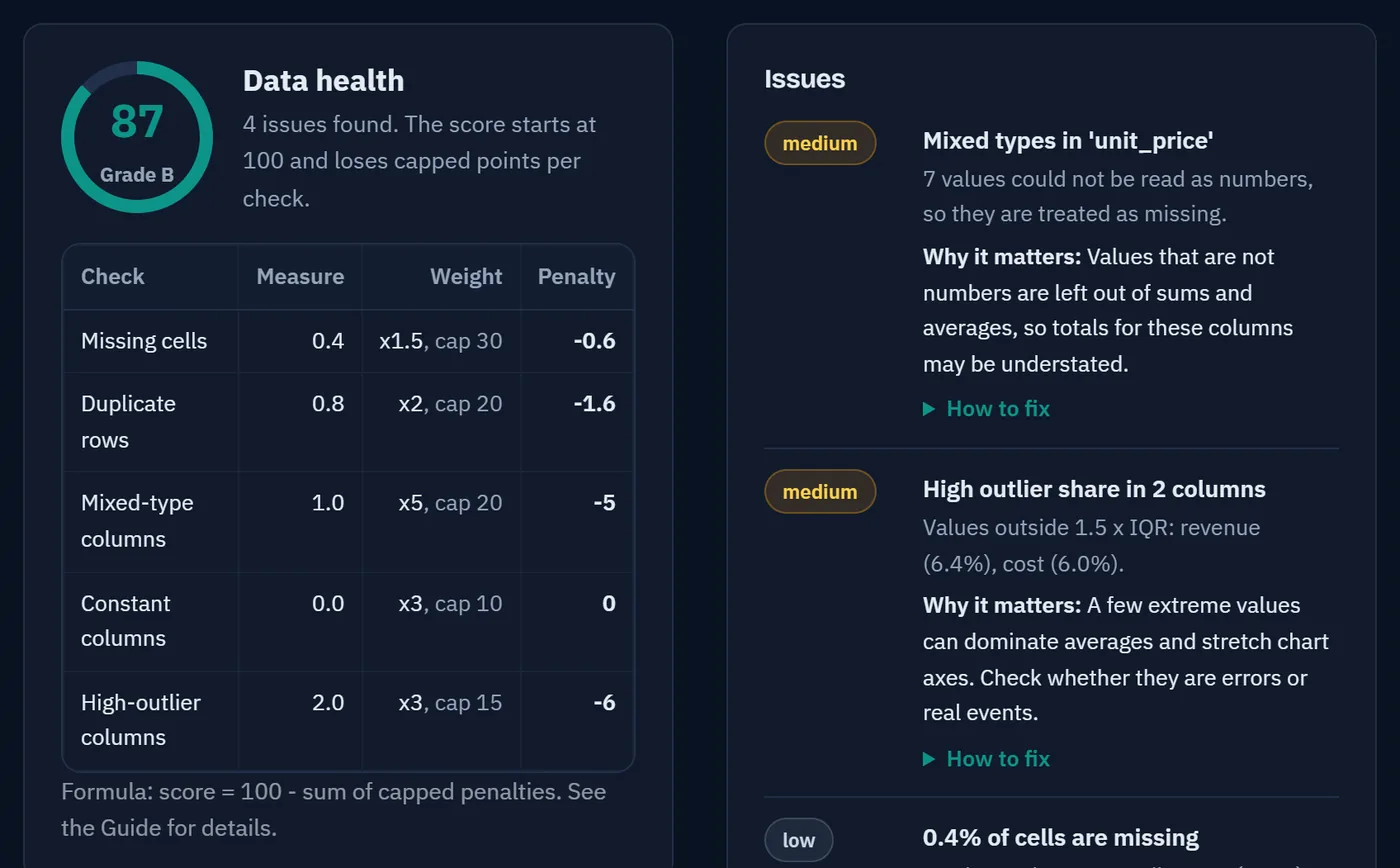 87
Grade B
Data health
4 issues found. The score starts at
100 and loses capped points per
check.
Check Measure Weight Penalty
Missing cells 0.4 x1.5, cap 30 -0.6
Duplicate
rows 0.8 x2, cap 20 -1.6
Mixed-type
columns 1.0 x5, cap 20 -5
Constant
columns 0.0 x3, cap 10 0
High-outlier
columns 2.0 x3, cap 15 -6
Formula: score = 100 - sum of capped penalties. See
the Guide for details.
Issues
medium
Mixed types in 'unit_price'
7 values could not be read as numbers,
so they are treated as missing.
Why it matters: Values that are not
numbers are left out of sums and
averages, so totals for these columns
may be understated.
▶ How to fix
medium
High outlier share in 2 columns
Values outside 1.5 x IQR: revenue
(6.4%), cost (6.0%).
Why it matters: A few extreme values
can dominate averages and stretch chart
axes. Check whether they are errors or
real events.
▶ How to fix
low
0.4% of cells are missing